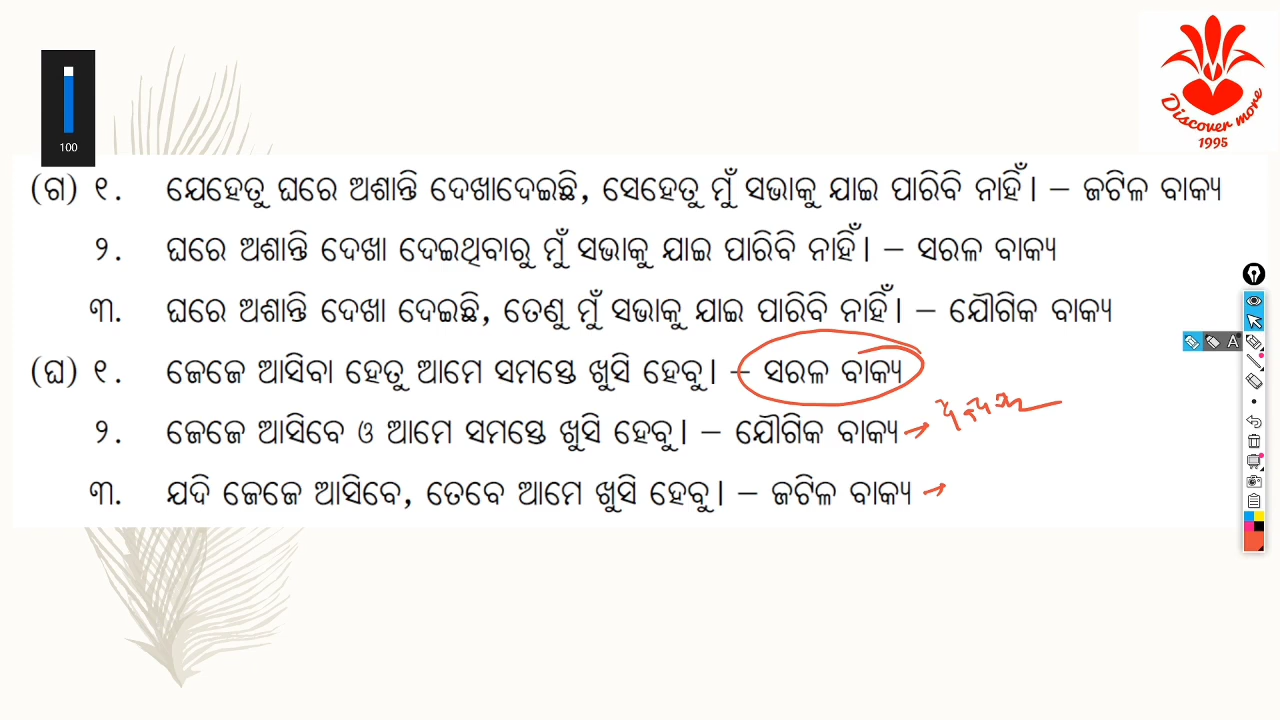 Discover more
1995
100
(ଗ) ୧. ଯେହେତୁ ଘରେ ଅଶାନ୍ତି ଦେଖାଦେଇଛି, ସେହେତୁ ମୁଁ ସଭାକୁ ଯାଇ ପାରିବି ନାହିଁ। – ଜଟିଳ ବାକ୍ୟ
୨. ଘରେ ଅଶାନ୍ତି ଦେଖା ଦେଇଥିବାରୁ ମୁଁ ସଭାକୁ ଯାଇ ପାରିବି ନାହିଁ। – ସରଳ ବାକ୍ୟ
୩. ଘରେ ଅଶାନ୍ତି ଦେଖା ଦେଇଛି, ତେଣୁ ମୁଁ ସଭାକୁ ଯାଇ ପାରିବି ନାହିଁ। – ଯୌଗିକ ବାକ୍ୟ
(ଘ) ୧. ଜେଜେ ଆସିବା ହେତୁ ଆମେ ସମସ୍ତେ ଖୁସି ହେବୁ। – ସରଳ ବାକ୍ୟ
୨. ଜେଜେ ଆସିବେ ଓ ଆମେ ସମସ୍ତେ ଖୁସି ହେବୁ। – ଯୌଗିକ ବାକ୍ୟ
୩. ଯଦି ଜେଜେ ଆସିବେ, ତେବେ ଆମେ ଖୁସି ହେବୁ। – ଜଟିଳ ବାକ୍ୟ